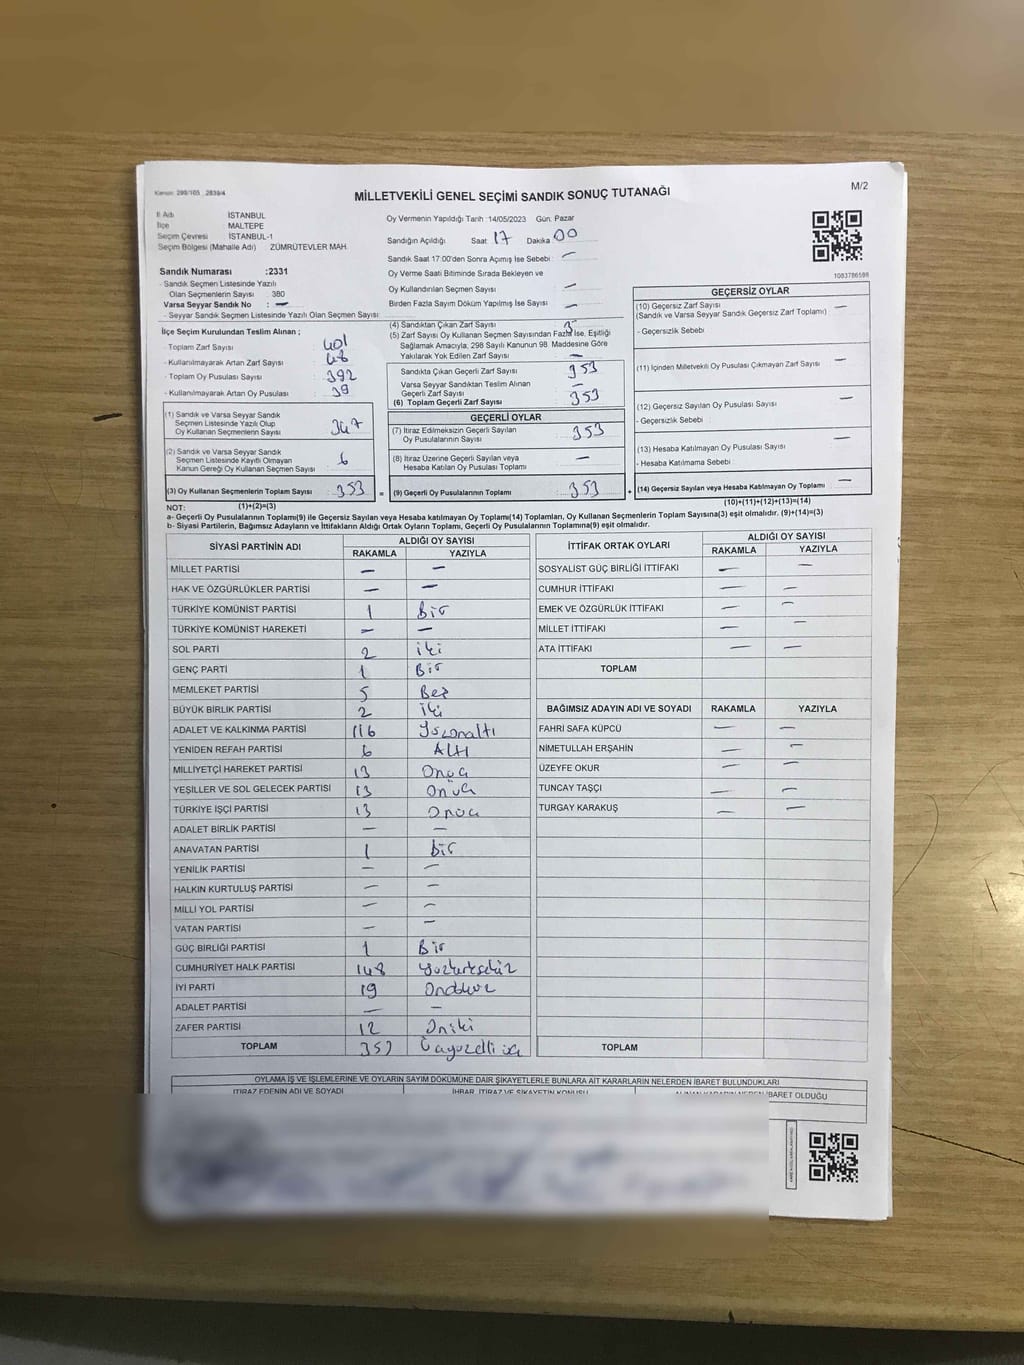 Kanun: 298/105 _2839/4
MİLLETVEKİLİ GENEL SEÇİMİ SANDIK SONUÇ TUTANAĞI
M/2
İl Adı İSTANBUL
İlçe MALTEPE
Seçim Çevresi İSTANBUL-1
Seçim Bölgesi (Mahalle Adı) ZÜMRÜTEVLER MAH.
Oy Vermenin Yapıldığı Tarih :14/05/2023 Gün. Pazar
Sandığın Açıldığı Saat 17 Dakika 00
Sandık Saat 17:00'den Sonra Açımış İse Sebebi : —
Oy Verme Saati Bitiminde Sırada Bekleyen ve
Oy Kullandırılan Seçmen Sayısı : —
Birden Fazla Sayım Döküm Yapılmış İse Sayısı : —
1083786598
Sandık Numarası :2331
- Sandık Seçmen Listesinde Yazılı
Olan Seçmenlerin Sayısı 380
Varsa Seyyar Sandık No : —
- Seyyar Sandık Seçmen Listesinde Yazılı Olan Seçmen Sayısı:
İlçe Seçim Kurulundan Teslim Alınan ;
- Toplam Zarf Sayısı : 401
- Kullanılmayarak Artan Zarf Sayısı : 48
- Toplam Oy Pusulası Sayısı : 392
- Kullanılmayarak Artan Oy Pusulası : 39
(1) Sandık ve Varsa Seyyar Sandık
Seçmen Listesinde Yazılı Olup
Oy Kullanan Seçmenlerin Sayısı : 347
(2) Sandık ve Varsa Seyyar Sandık
Seçmen Listesinde Kayıtlı Olmayan
Kanun Gereği Oy Kullanan Seçmen Sayısı : 6
(3) Oy Kullanan Seçmenlerin Toplam Sayısı : 353 =
(4) Sandıktan Çıkan Zarf Sayısı :
(5) Zarf Sayısı Oy Kullanan Seçmen Sayısından Fazla İse, Eşitliği
Sağlamak Amacıyla, 298 Sayılı Kanunun 98. Maddesine Göre
Yakılarak Yok Edilen Zarf Sayısı : —
Sandıkta Çıkan Geçerli Zarf Sayısı : 353
Varsa Seyyar Sandıktan Teslim Alınan
Geçerli Zarf Sayısı : —
(6) Toplam Geçerli Zarf Sayısı : 353
GEÇERLİ OYLAR
(7) İtiraz Edilmeksizin Geçerli Sayılan
Oy Pusulalarının Sayısı : 353
(8) İtiraz Üzerine Geçerli Sayılan veya
Hesaba Katılan Oy Pusulası Toplamı : —
(9) Geçerli Oy Pusulalarının Toplamı : 353 +
GEÇERSİZ OYLAR
(10) Geçersiz Zarf Sayısı : —
(Sandık ve Varsa Seyyar Sandık Geçersiz Zarf Toplamı)
- Geçersizlik Sebebi :
(11) İçinden Milletvekili Oy Pusulası Çıkmayan Zarf Sayısı : —
(12) Geçersiz Sayılan Oy Pusulası Sayısı : —
- Geçersizlik Sebebi :
(13) Hesaba Katılmayan Oy Pusulası Sayısı : —
- Hesaba Katılmama Sebebi :
(14) Geçersiz Sayılan veya Hesaba Katılmayan Oy Toplamı : —
NOT: (1)+(2)=(3) (10)+(11)+(12)+(13)=(14)
a- Geçerli Oy Pusulalarının Toplamı(9) ile Geçersiz Sayılan veya Hesaba katılmayan Oy Toplamı(14) Toplamları, Oy Kullanan Seçmenlerin Toplam Sayısına(3) eşit olmalıdır. (9)+(14)=(3)
b- Siyasi Partilerin, Bağımsız Adayların ve İttifakların Aldığı Ortak Oyların Toplamı, Geçerli Oy Pusulalarının Toplamına(9) eşit olmalıdır.
SİYASİ PARTİNİN ADI ALDIĞI OY SAYISI
RAKAMLA YAZIYLA
MİLLET PARTİSİ — —
HAK VE ÖZGÜRLÜKLER PARTİSİ — —
TÜRKİYE KOMÜNİST PARTİSİ 1 Bir
TÜRKİYE KOMÜNİST HAREKETİ — —
SOL PARTİ 2 iki
GENÇ PARTİ 1 Bir
MEMLEKET PARTİSİ 5 Beş
BÜYÜK BİRLİK PARTİSİ 2 iki
ADALET VE KALKINMA PARTİSİ 116 Yüzonaltı
YENİDEN REFAH PARTİSİ 6 Altı
MİLLİYETÇİ HAREKET PARTİSİ 13 Onüç
YEŞİLLER VE SOL GELECEK PARTİSİ 13 Onüç
TÜRKİYE İŞÇİ PARTİSİ 13 Onüç
ADALET BİRLİK PARTİSİ — —
ANAVATAN PARTİSİ 1 bir
YENİLİK PARTİSİ — —
HALKIN KURTULUŞ PARTİSİ — —
MİLLİ YOL PARTİSİ — —
VATAN PARTİSİ — —
GÜÇ BİRLİĞİ PARTİSİ 1 Bir
CUMHURİYET HALK PARTİSİ 148 Yüzkırksekiz
İYİ PARTİ 19 Ondokuz
ADALET PARTİSİ — —
ZAFER PARTİSİ 12 Oniki
TOPLAM 353 Üçyüzelli üç
İTTİFAK ORTAK OYLARI ALDIĞI OY SAYISI
RAKAMLA YAZIYLA
SOSYALİST GÜÇ BİRLİĞİ İTTİFAKI — —
CUMHUR İTTİFAKI — —
EMEK VE ÖZGÜRLÜK İTTİFAKI — —
MİLLET İTTİFAKI — —
ATA İTTİFAKI — —
TOPLAM
BAĞIMSIZ ADAYIN ADI VE SOYADI RAKAMLA YAZIYLA
FAHRİ SAFA KÜPCÜ — —
NİMETULLAH ERŞAHİN — —
ÜZEYFE OKUR — —
TUNCAY TAŞÇI — —
TURGAY KARAKUŞ — —
TOPLAM
OYLAMA İŞ VE İŞLEMLERİNE VE OYLARIN SAYIM DÖKÜMÜNE DAİR ŞİKAYETLERLE BUNLARA AİT KARARLARIN NELERDEN İBARET BULUNDUKLARI
İTİRAZ EDENİN ADI VE SOYADI İHBAR, İTİRAZ VE ŞİKAYETİN KONUSU İBARET OLDUĞU